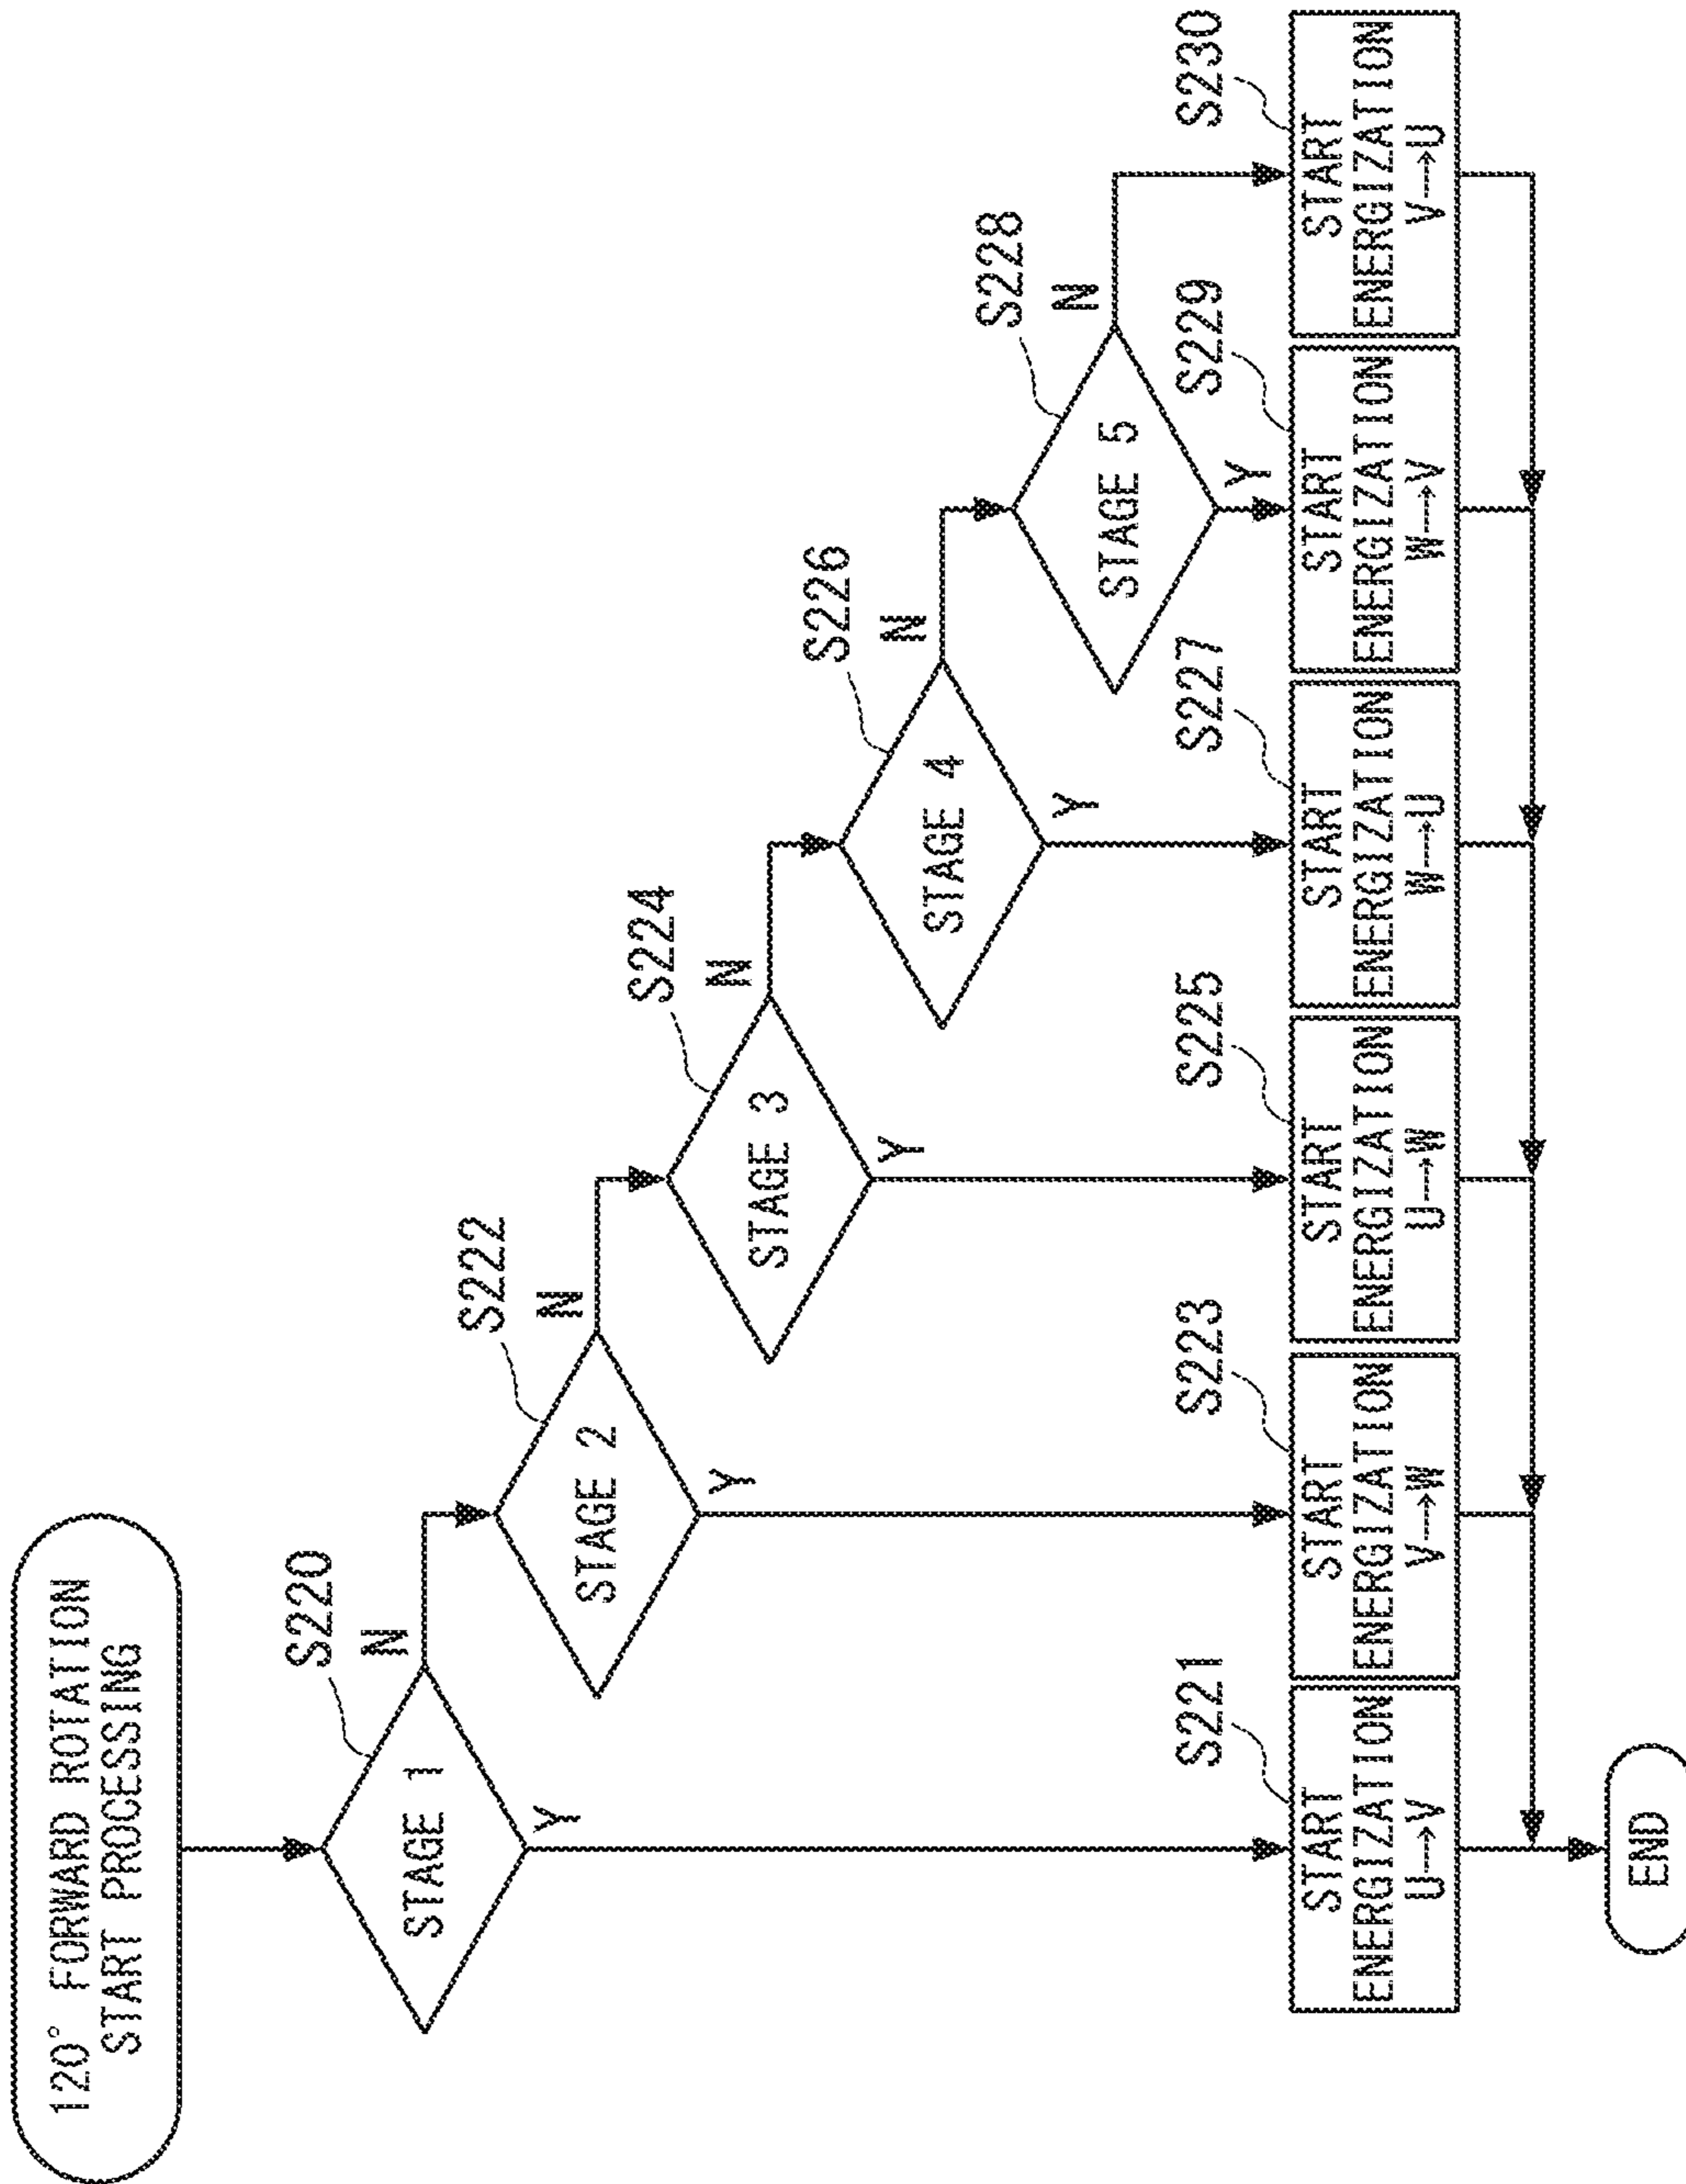 120° FORWARD ROTATION
START PROCESSING
S220
STAGE 1
N
Y
S222
STAGE 2
N
Y
S224
STAGE 3
N
Y
S226
STAGE 4
N
Y
S228
STAGE 5
N
Y
S221
START
ENERGIZATION
U→V
S223
START
ENERGIZATION
V→W
S225
START
ENERGIZATION
U→W
S227
START
ENERGIZATION
W→U
S229
START
ENERGIZATION
W→V
S230
START
ENERGIZATION
V→U
END